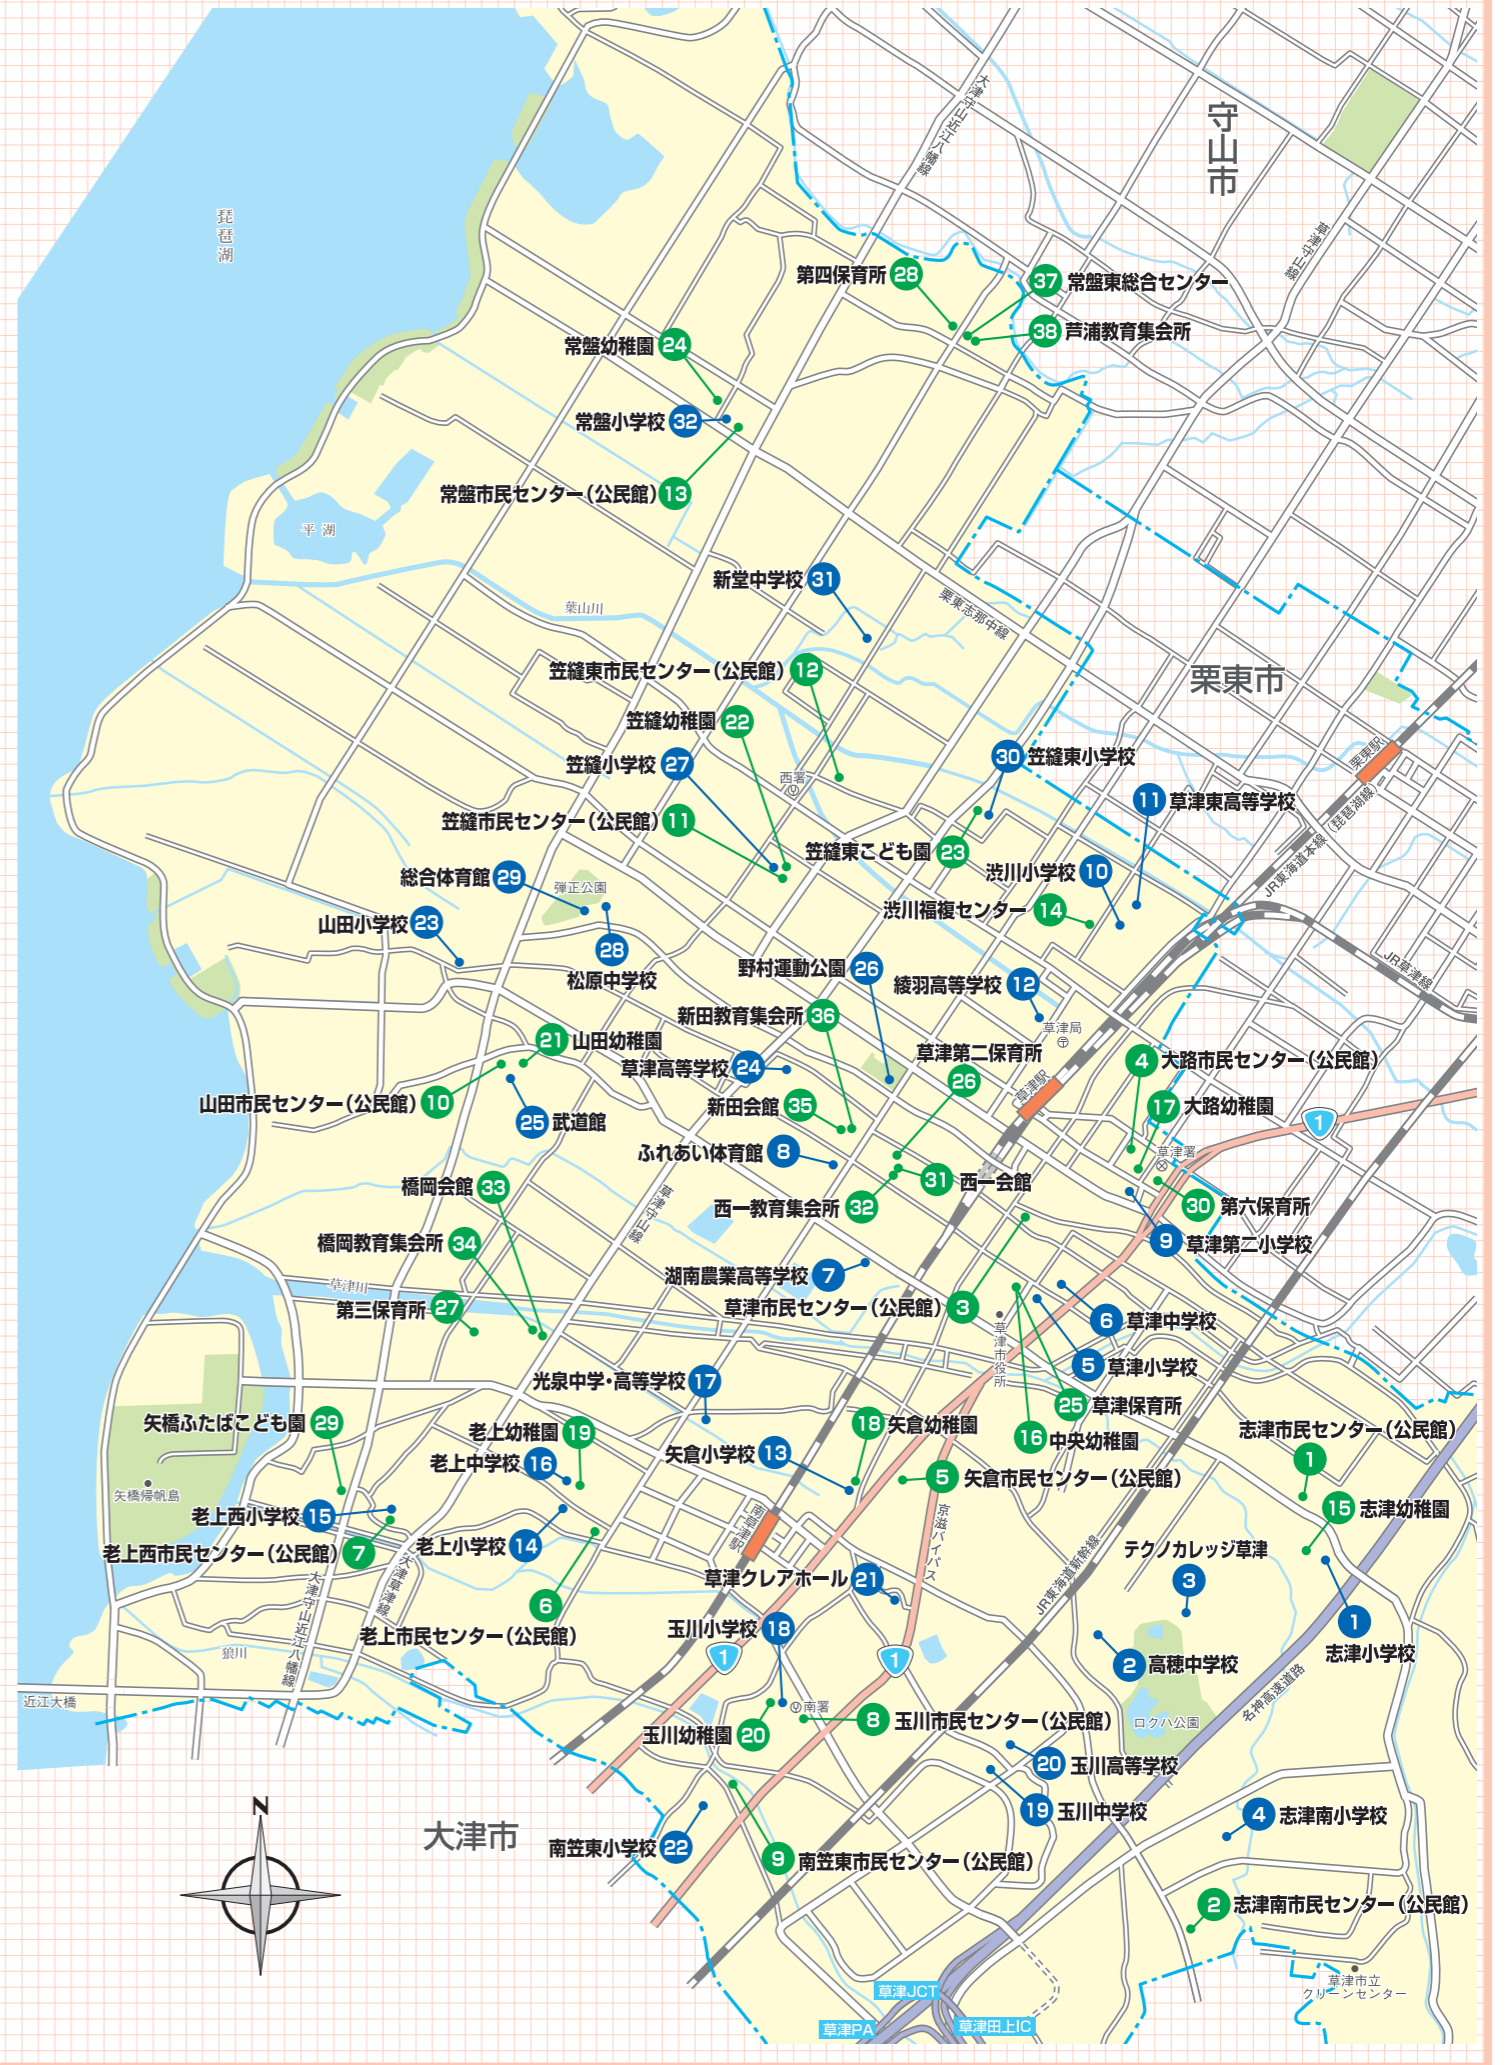 守山市
大津守山近江八幡線
草津守山線
琵琶湖
第四保育所 28
37 常盤東総合センター
38 芦浦教育集会所
常盤幼稚園 24
常盤小学校 32
常盤市民センター(公民館) 13
平湖
新堂中学校 31
葉山川
栗東志那中線
笠縫東市民センター(公民館) 12
栗東市
笠縫幼稚園 22
栗東駅
笠縫小学校 27
西署
30 笠縫東小学校
11 草津東高等学校
JR東海道本線(琵琶湖線)
笠縫市民センター(公民館) 11
笠縫東こども園 23
渋川小学校 10
総合体育館 29
弾正公園
渋川福複センター 14
山田小学校 23
28
松原中学校
野村運動公園 26
綾羽高等学校 12
JR草津線
新田教育集会所 36
草津局
21 山田幼稚園
草津第二保育所
26
4 大路市民センター(公民館)
草津高等学校 24
草津駅
山田市民センター(公民館) 10
新田会館 35
17 大路幼稚園
1
25 武道館
ふれあい体育館 8
草津署
橋岡会館 33
31 西一会館
西一教育集会所 32
30 第六保育所
草津守山線
橋岡教育集会所 34
9 草津第二小学校
湖南農業高等学校 7
草津川
第三保育所 27
草津市民センター(公民館) 3
6 草津中学校
草津市役所
5 草津小学校
光泉中学・高等学校 17
25 草津保育所
矢橋ふたばこども園 29
老上幼稚園 19
18 矢倉幼稚園
16 中央幼稚園
志津市民センター(公民館)
1
矢倉小学校 13
老上中学校 16
5 矢倉市民センター(公民館)
矢橋帰帆島
15 志津幼稚園
老上西小学校 15
南草津駅
京滋バイパス
老上小学校 14
老上西市民センター(公民館) 7
テクノカレッジ草津
3
JR東海道新幹線
大津草津線
大津守山近江八幡線
草津クレアホール 21
6
老上市民センター(公民館)
玉川小学校 18
1
志津小学校
狼川
1
1
2 高穂中学校
近江大橋
名神高速道路
南署
8 玉川市民センター(公民館)
ロクハ公園
玉川幼稚園 20
20 玉川高等学校
N
19 玉川中学校
4 志津南小学校
大津市
南笠東小学校 22
9 南笠東市民センター(公民館)
2 志津南市民センター(公民館)
草津市立
クリーンセンター
草津JCT
草津PA
草津田上IC